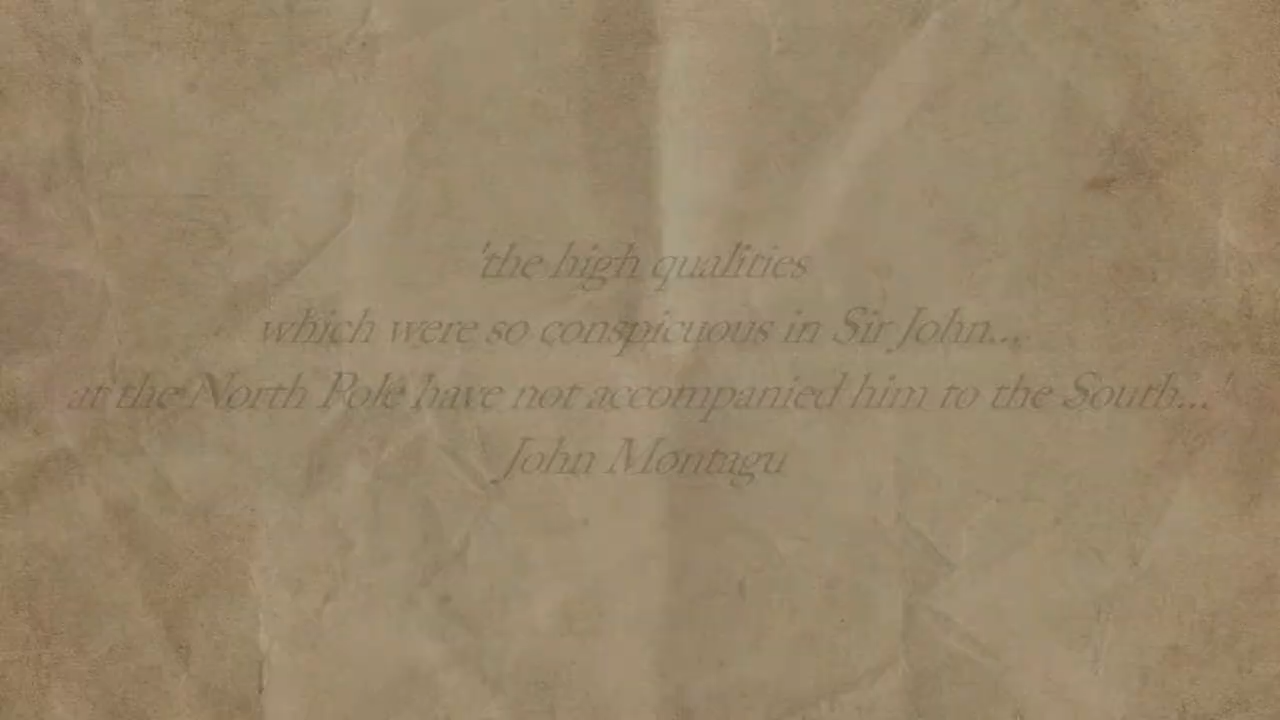 'the high qualities
which were so conspicuous in Sir John...
at the North Pole have not accompanied him to the South...'
John Montagu